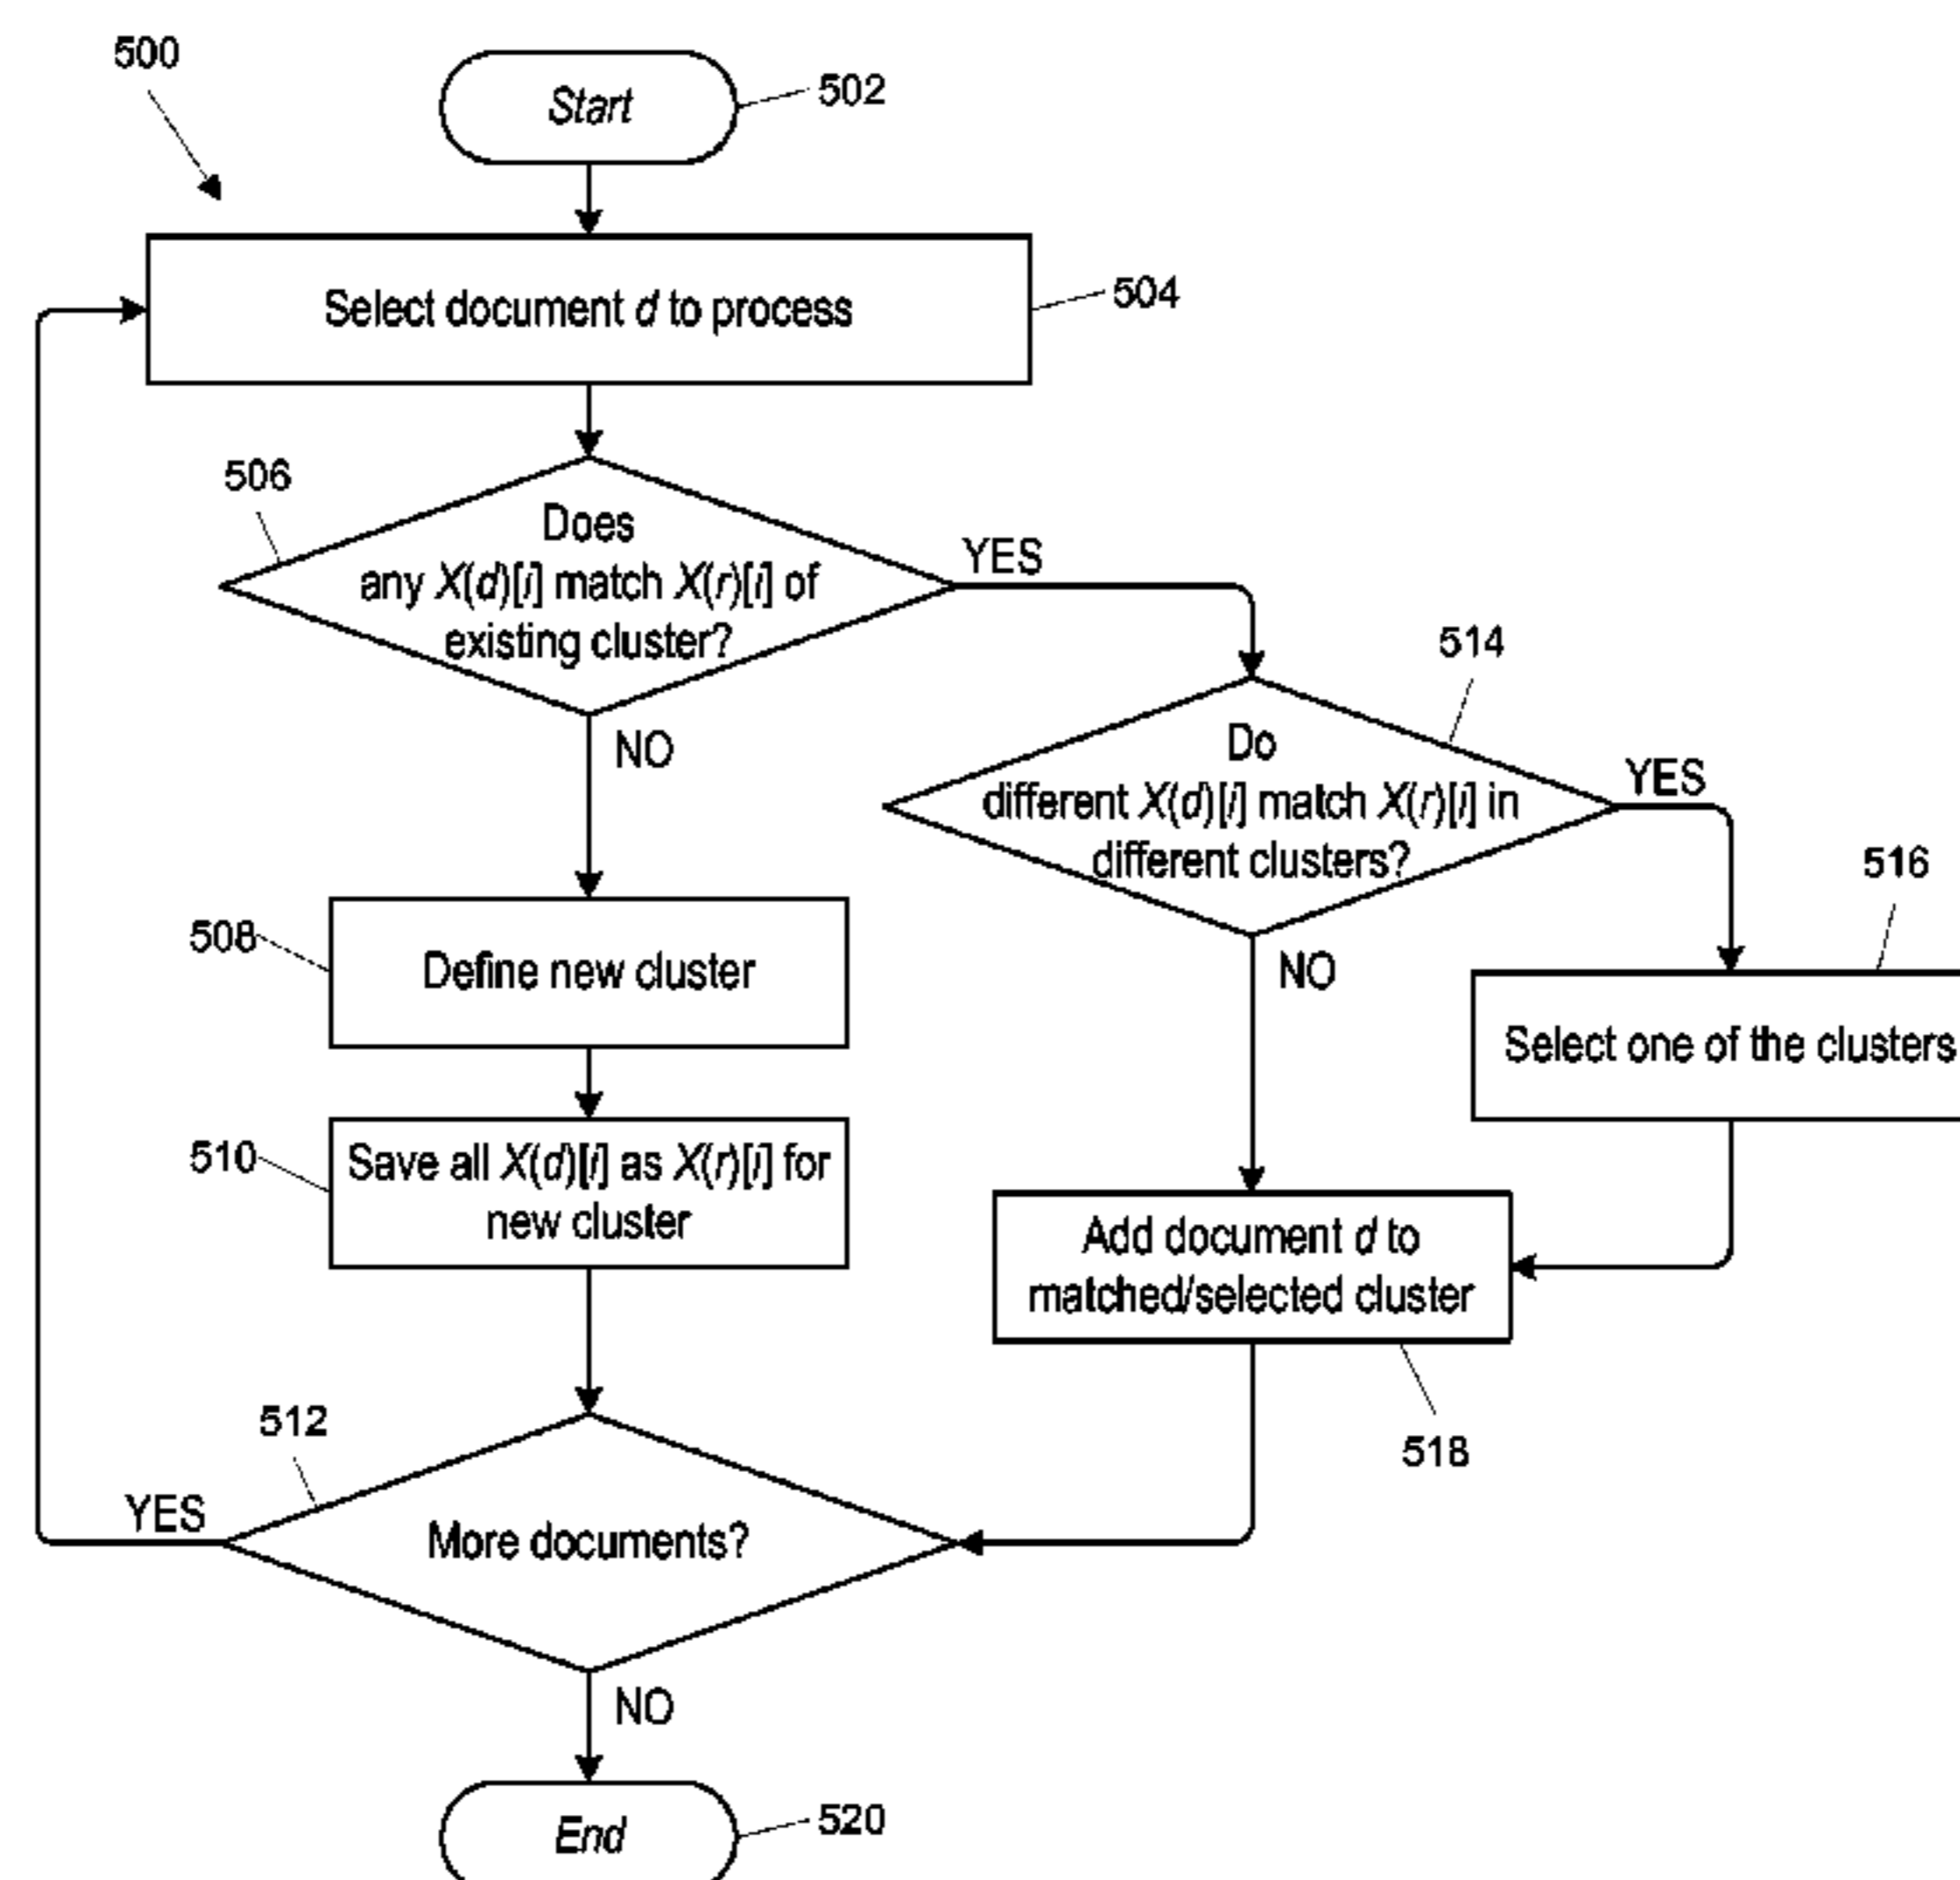 500
Start
502
Select document d to process
504
506
Does
any X(d)[i] match X(r)[i] of
existing cluster?
YES
NO
514
Do
different X(d)[i] match X(r)[i] in
different clusters?
YES
NO
516
Select one of the clusters
508
Define new cluster
510
Save all X(d)[i] as X(r)[i] for
new cluster
Add document d to
matched/selected cluster
518
512
More documents?
YES
NO
End
520